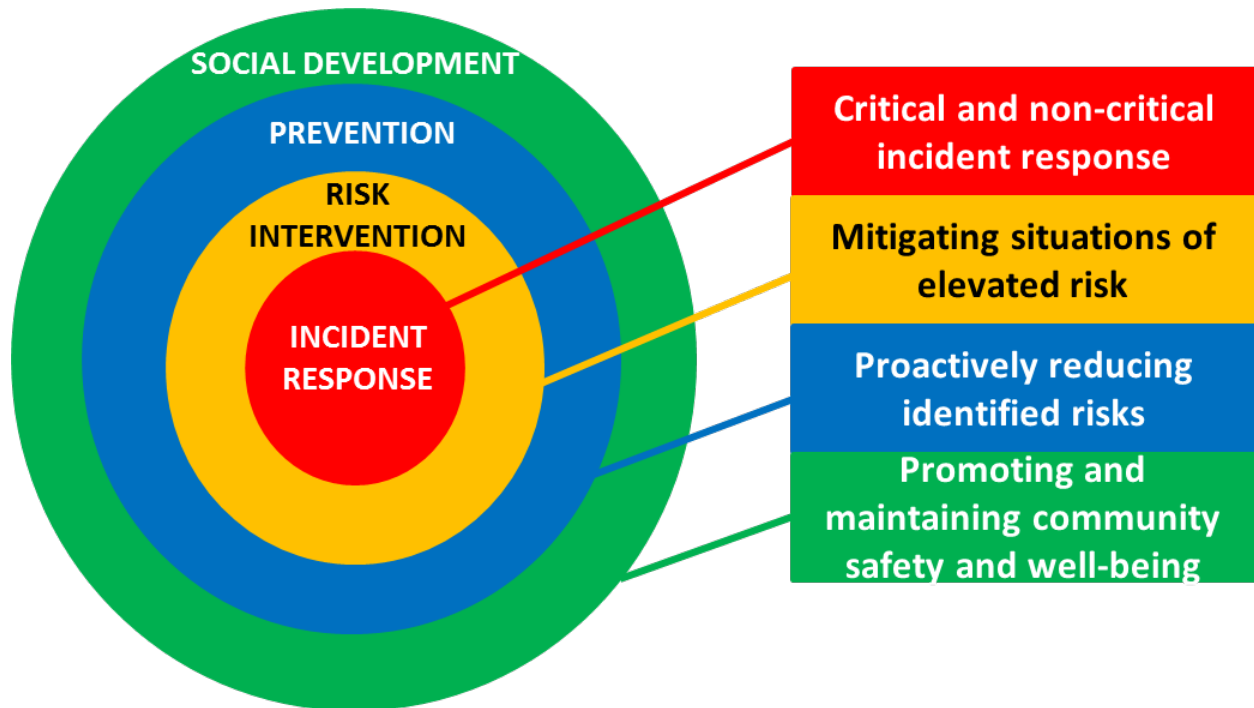 SOCIAL DEVELOPMENT
PREVENTION
RISK
INTERVENTION
INCIDENT
RESPONSE
Critical and non-critical
incident response
Mitigating situations of
elevated risk
Proactively reducing
identified risks
Promoting and
maintaining community
safety and well-being